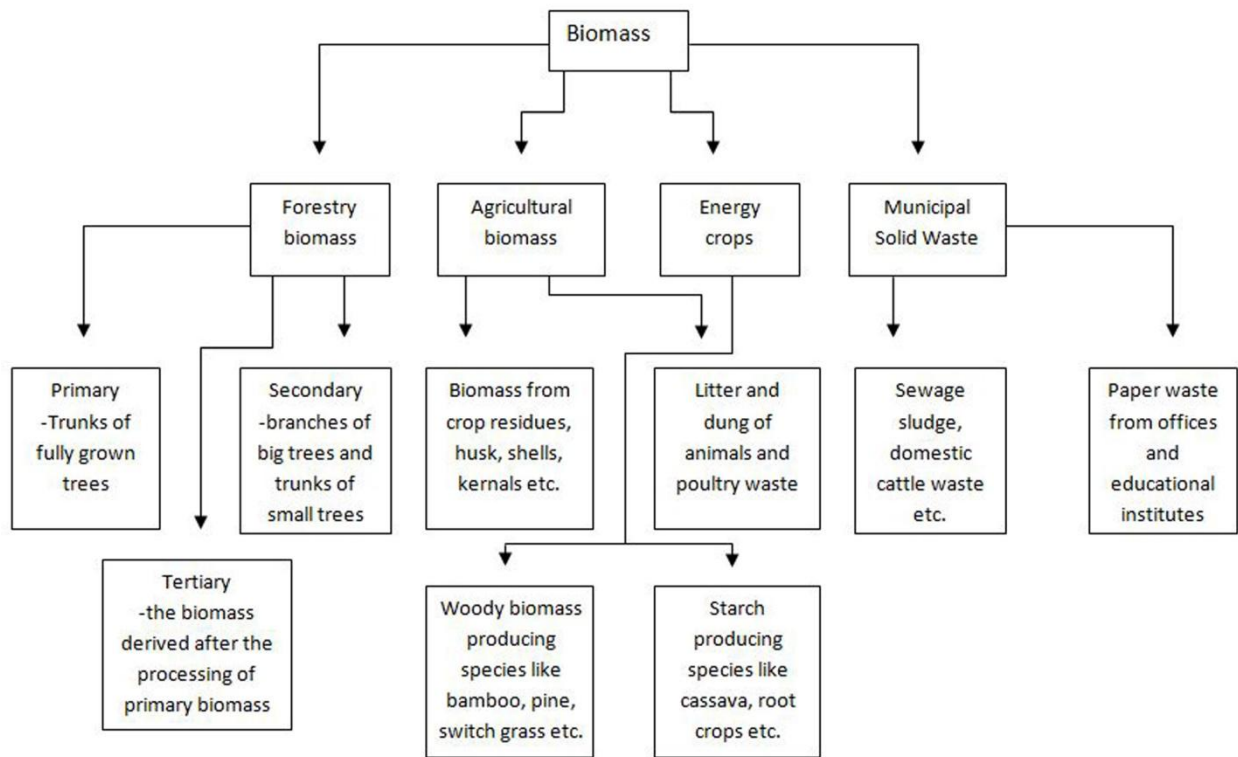 Biomass
Forestry
biomass
Agricultural
biomass
Energy
crops
Municipal
Solid Waste
Primary
-Trunks of
fully grown
trees
Secondary
-branches of
big trees and
trunks of
small trees
Biomass from
crop residues,
husk, shells,
kernals etc.
Litter and
dung of
animals and
poultry waste
Sewage
sludge,
domestic
cattle waste
etc.
Paper waste
from offices
and
educational
institutes
Tertiary
-the biomass
derived after the
processing of
primary biomass
Woody biomass
producing
species like
bamboo, pine,
switch grass etc.
Starch
producing
species like
cassava, root
crops etc.